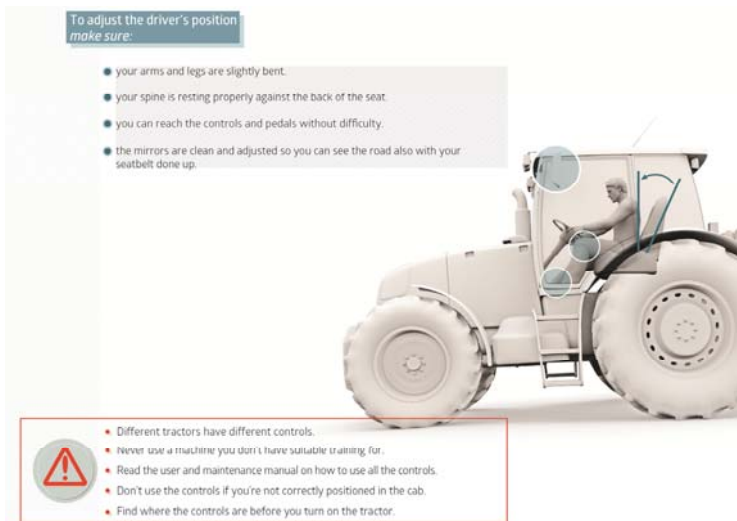 To adjust the driver's position
make sure:
your arms and legs are slightly bent.
your spine is resting properly against the back of the seat.
you can reach the controls and pedals without difficulty.
the mirrors are clean and adjusted so you can see the road also with your
seatbelt done up.
Different tractors have different controls.
Never use a machine you don't have suitable training for.
Read the user and maintenance manual on how to use all the controls.
Don't use the controls if you're not correctly positioned in the cab.
Find where the controls are before you turn on the tractor.